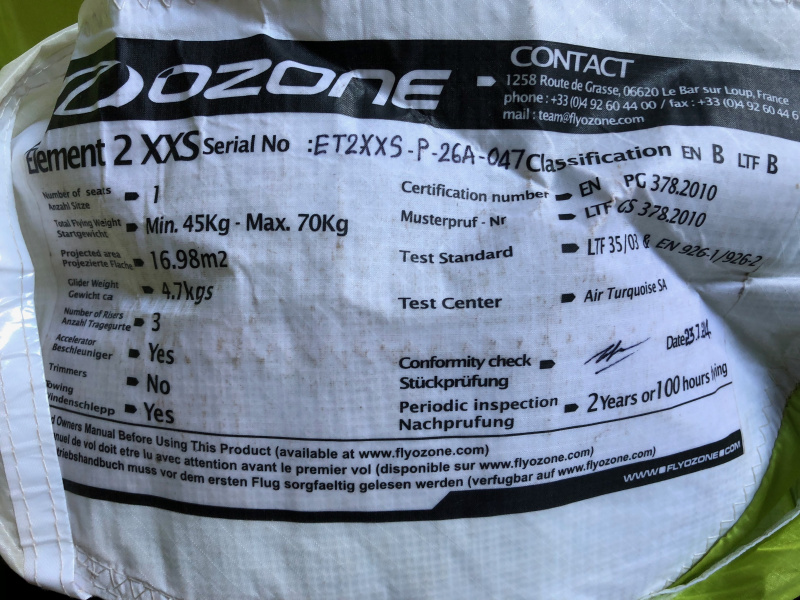 OZONE
CONTACT
1258 Route de Grasse, 06620 Le Bar sur Loup, France
phone : +33 (0)4 92 60 44 00 / fax : +33 (0)4 92 60 44 6
mail : team@flyozone.com
Element 2 XXS Serial No :ET2XXS-P-26A-047 Classification EN B LTF B
Number of seats
Anzahl Sitze
1
Total Flying Weight
Startgewicht
Min. 45Kg - Max. 70Kg
Projected area
Projezierte Flache
16.98m2
Glider Weight
Gewicht ca
4.7kgs
Number of Risers
Anzahl Tragegurte
3
Accelerator
Beschleuniger
Yes
Trimmers
No
Towing
Windenschlepp
Yes
Certification number EN PG 378.2010
Musterpruf - Nr LTF GS 378.2010
Test Standard LTF 35/03 & EN 926-1/926-2
Test Center Air Turquoise SA
Conformity check
Stückprüfung
Date
Periodic inspection
Nachprufung
2 Years or 100 hours flying
d Owners Manual Before Using This Product (available at www.flyozone.com)
nuel de vol doit etre lu avec attention avant le premier vol (disponible sur www.flyozone.com)
triebshandbuch muss vor dem ersten Flug sorgfaeltig gelesen werden (verfugbar auf www.flyozone.com)
WWW.FLYOZONE.COM